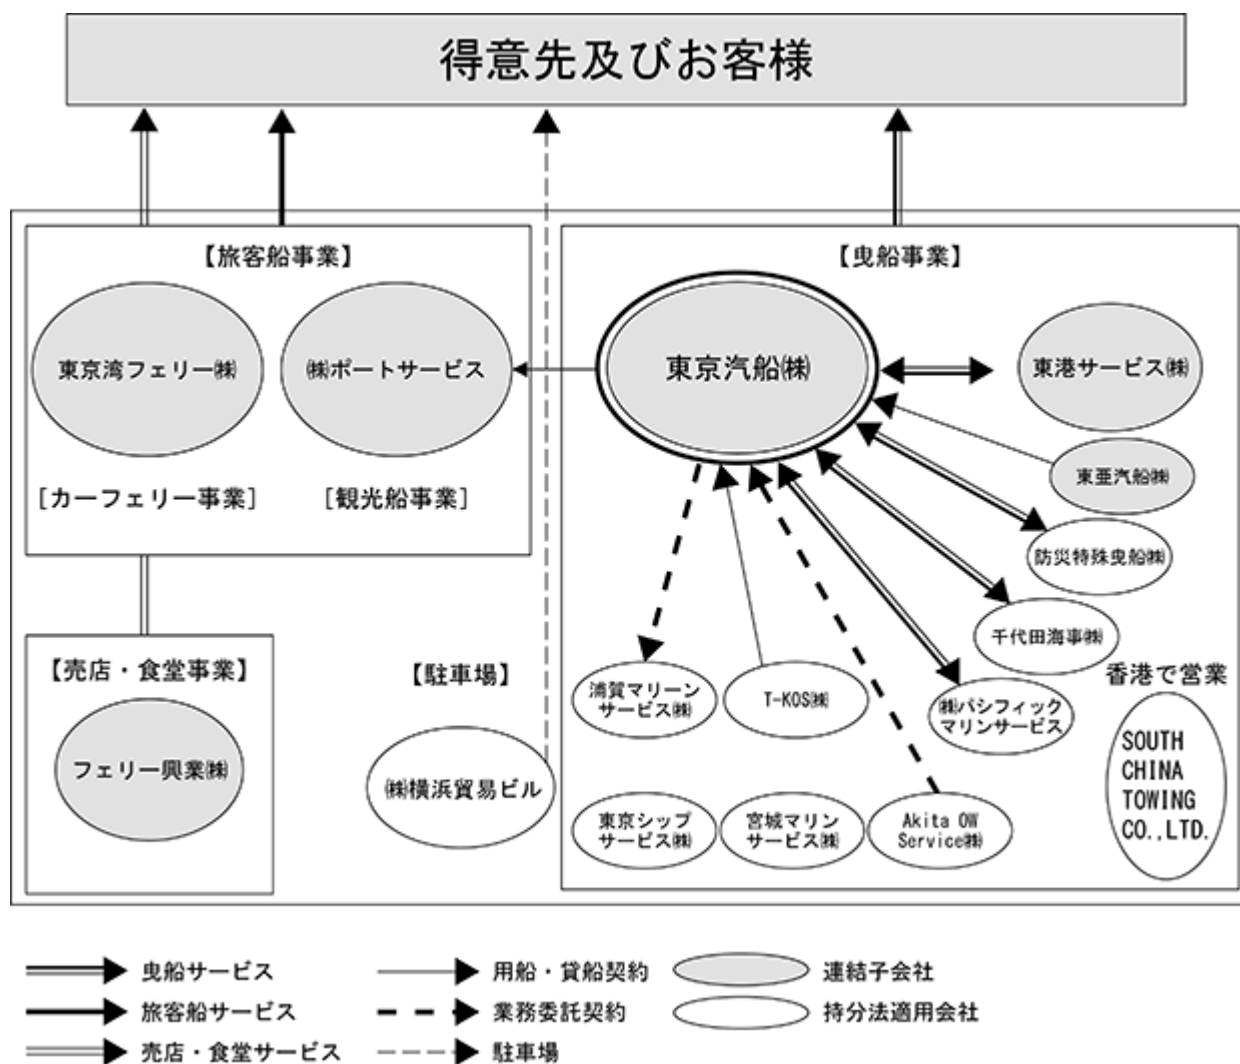 得意先及びお客様
【旅客船事業】
東京湾フェリー㈱
㈱ポートサービス
[カーフェリー事業]
[観光船事業]
【売店・食堂事業】
フェリー興業㈱
【駐車場】
㈱横浜貿易ビル
【曳船事業】
東京汽船㈱
東港サービス㈱
東亜汽船㈱
防災特殊曳船㈱
千代田海事㈱
㈱パシフィック
マリンサービス
浦賀マリーン
サービス㈱
T-KOS㈱
東京シップ
サービス㈱
宮城マリン
サービス㈱
Akita OW
Service㈱
香港で営業
SOUTH
CHINA
TOWING
CO.,LTD.
曳船サービス
旅客船サービス
売店・食堂サービス
用船・貸船契約
業務委託契約
駐車場
連結子会社
持分法適用会社